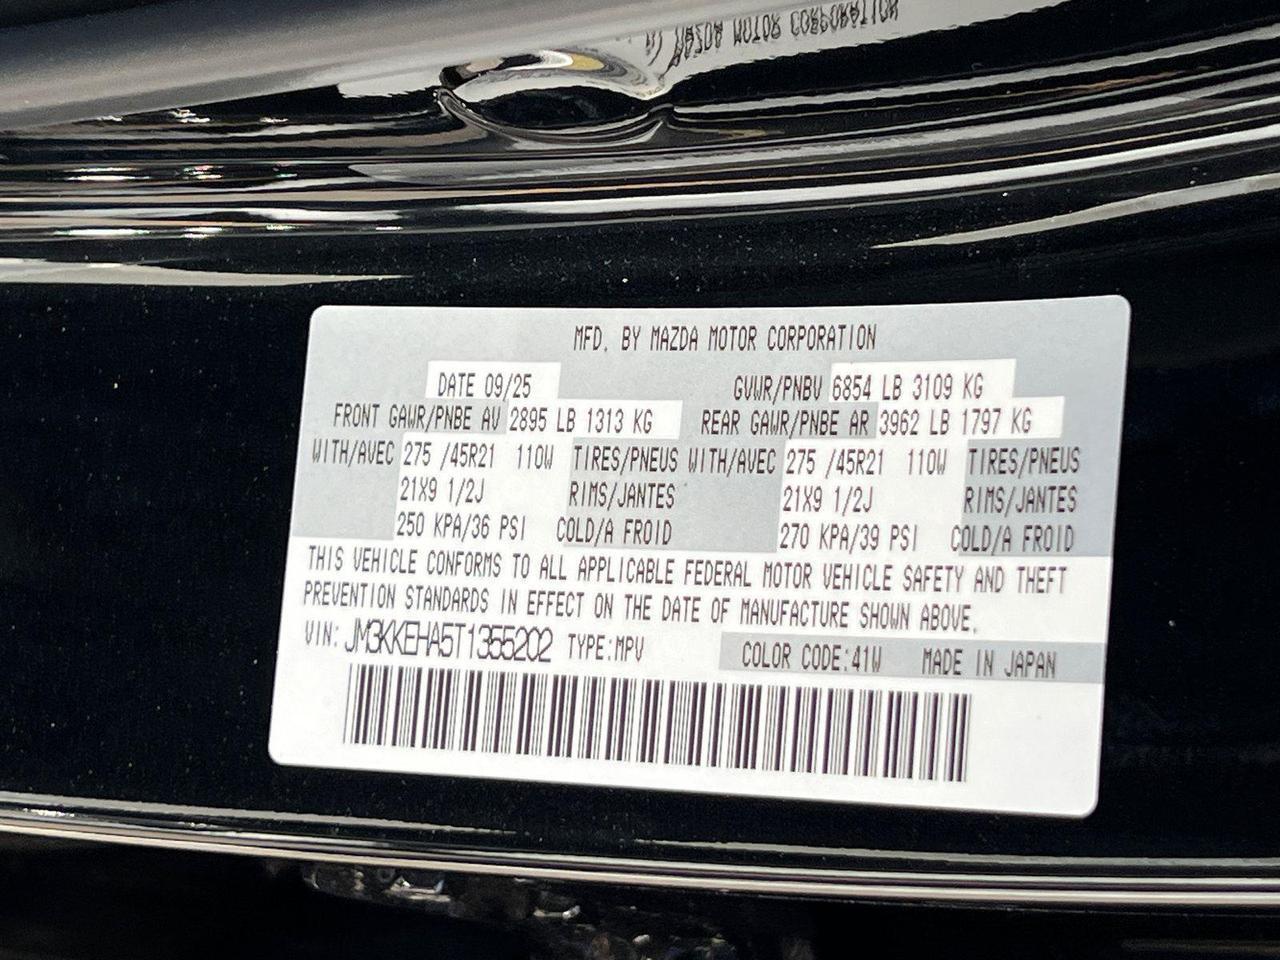 MFD. BY MAZDA MOTOR CORPORATION
DATE 09/25 GVWR/PNBV 6854 LB 3109 KG
FRONT GAWR/PNBE AV 2895 LB 1313 KG REAR GAWR/PNBE AR 3962 LB 1797 KG
WITH/AVEC 275 /45R21 110W TIRES/PNEUS WITH/AVEC 275 /45R21 110W TIRES/PNEUS
21X9 1/2J RIMS/JANTES 21X9 1/2J RIMS/JANTES
250 KPA/36 PSI COLD/A FROID 270 KPA/39 PSI COLD/A FROID
THIS VEHICLE CONFORMS TO ALL APPLICABLE FEDERAL MOTOR VEHICLE SAFETY AND THEFT
PREVENTION STANDARDS IN EFFECT ON THE DATE OF MANUFACTURE SHOWN ABOVE.
VIN: JM3KKEHA5T1355202 TYPE:MPV COLOR CODE:41W MADE IN JAPAN